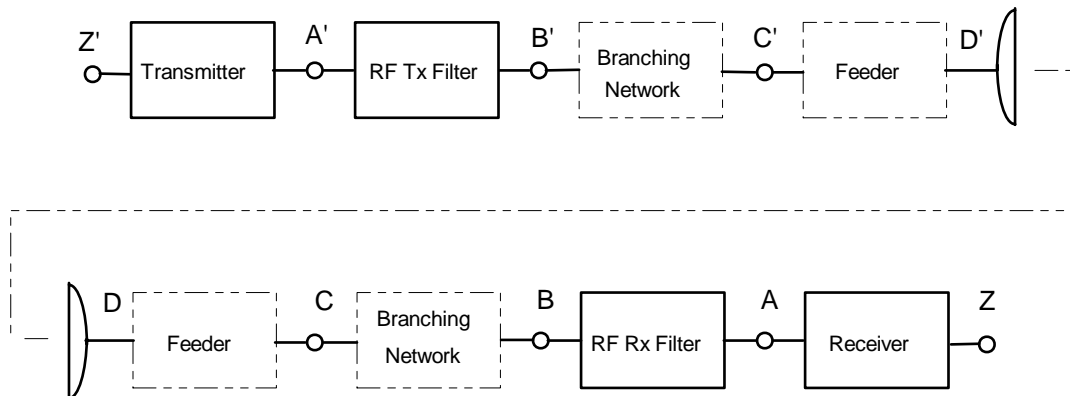 Z'
Transmitter
A'
RF Tx Filter
B'
Branching
Network
C'
Feeder
D'
D
Feeder
C
Branching
Network
B
RF Rx Filter
A
Receiver
Z